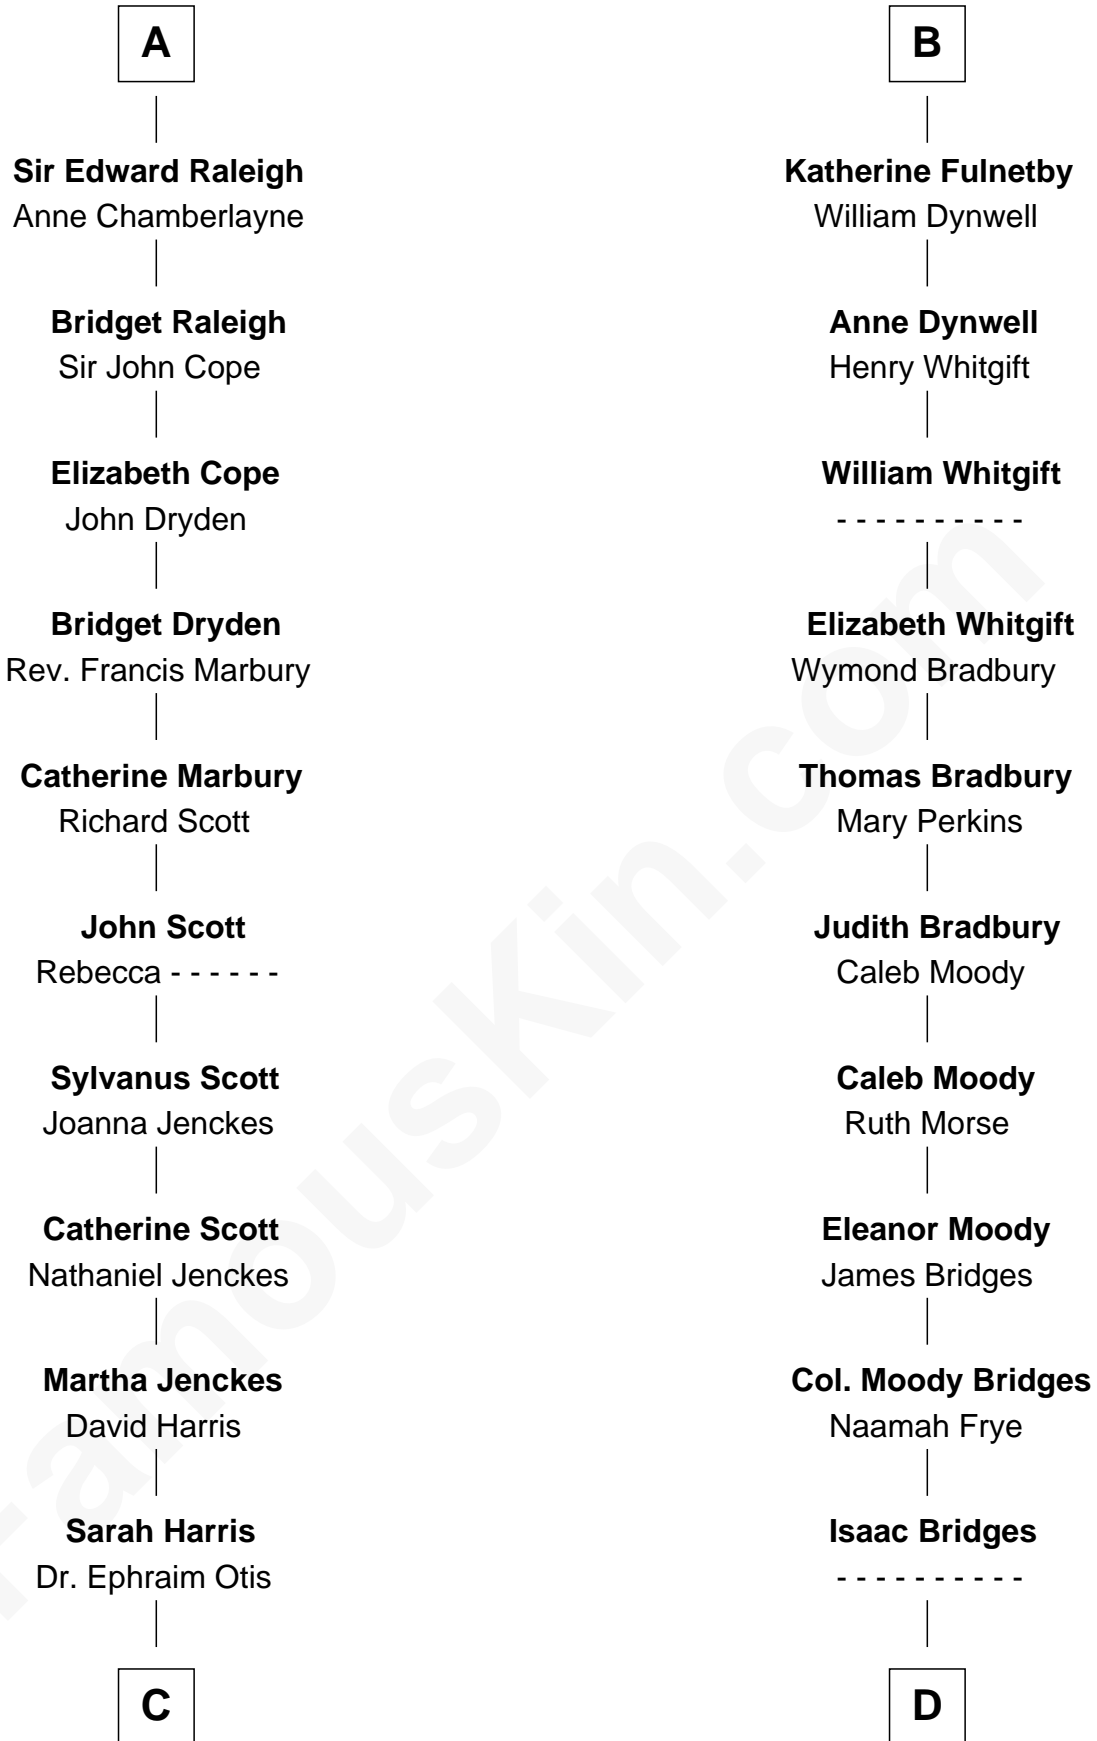 A
Sir Edward Raleigh
Anne Chamberlayne
Bridget Raleigh
Sir John Cope
Elizabeth Cope
John Dryden
Bridget Dryden
Rev. Francis Marbury
Catherine Marbury
Richard Scott
John Scott
Rebecca - - - - - -
Sylvanus Scott
Joanna Jenckes
Catherine Scott
Nathaniel Jenckes
Martha Jenckes
David Harris
Sarah Harris
Dr. Ephraim Otis
C
B
Katherine Fulnetby
William Dynwell
Anne Dynwell
Henry Whitgift
William Whitgift
- - - - - - - - - -
Elizabeth Whitgift
Wymond Bradbury
Thomas Bradbury
Mary Perkins
Judith Bradbury
Caleb Moody
Caleb Moody
Ruth Morse
Eleanor Moody
James Bridges
Col. Moody Bridges
Naamah Frye
Isaac Bridges
- - - - - - - - - -
D
FamousKin.com